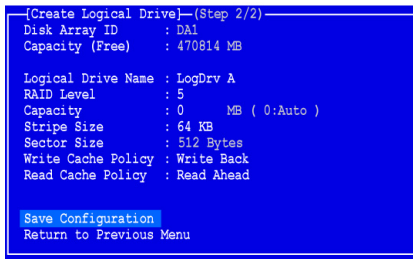 [Create Logical Drive]—(Step 2/2)
Disk Array ID : DA1
Capacity (Free) : 470814 MB
Logical Drive Name : LogDrv A
RAID Level : 5
Capacity : 0 MB ( 0:Auto )
Stripe Size : 64 KB
Sector Size : 512 Bytes
Write Cache Policy : Write Back
Read Cache Policy : Read Ahead
Save Configuration
Return to Previous Menu